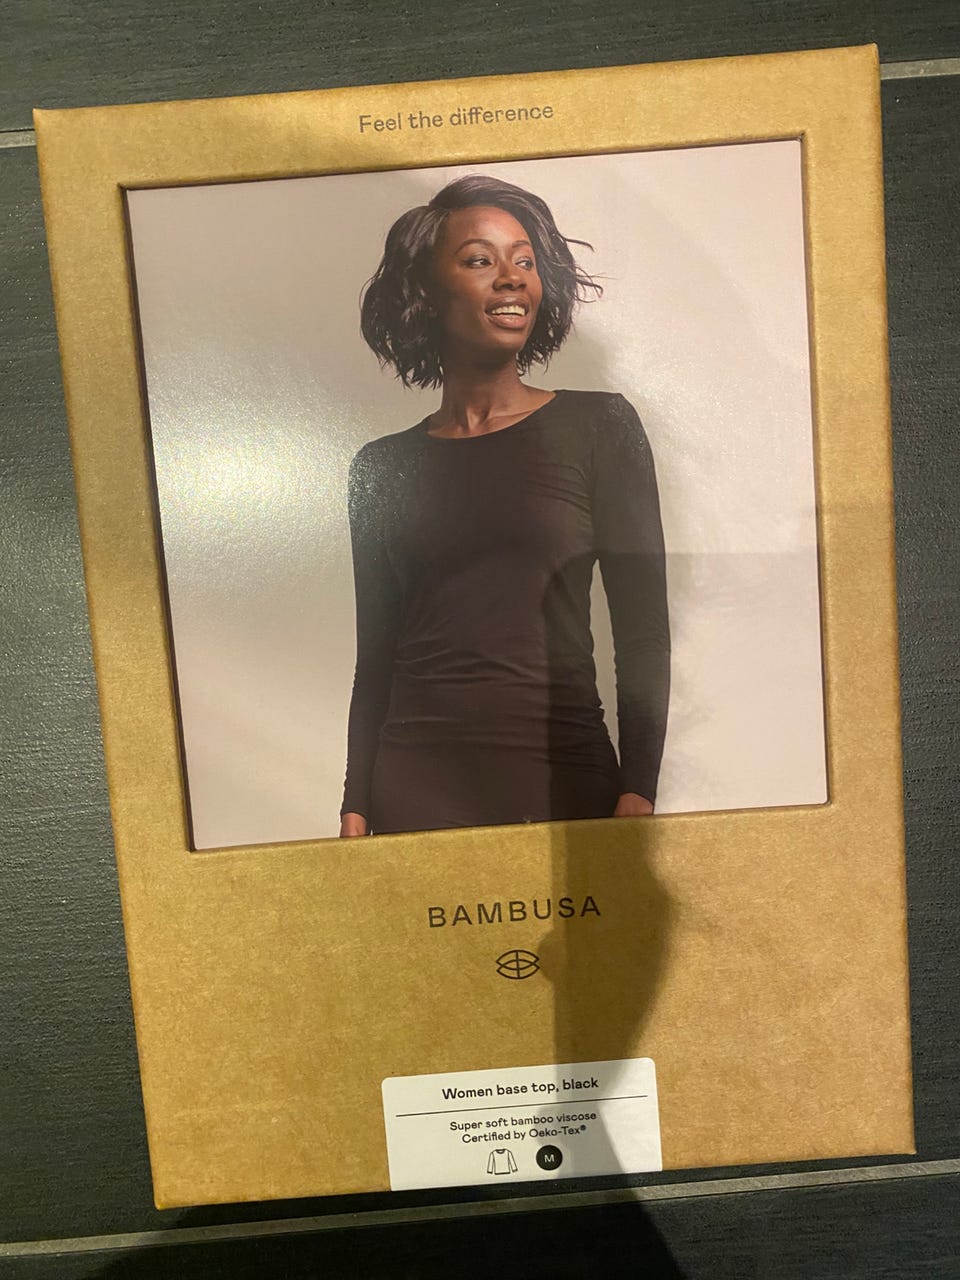 Feel the difference
BAMBUSA
Women base top, black
Super soft bamboo viscose
Certified by Oeko-Tex®
M